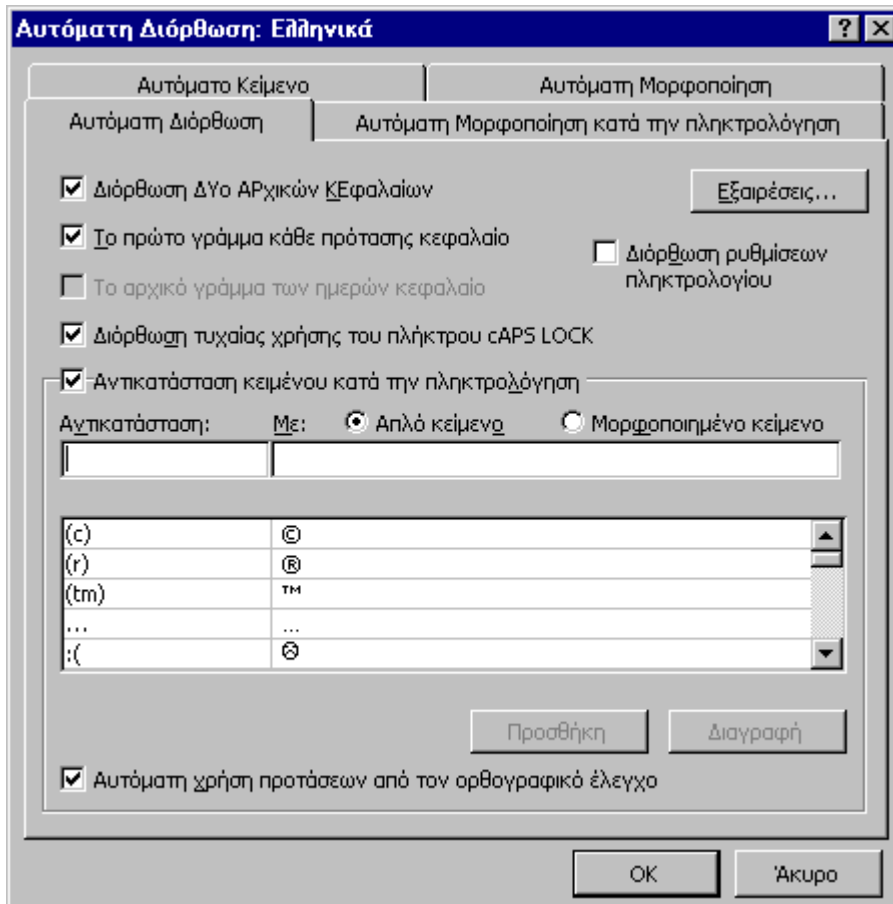 Αυτόματη Διόρθωση: Ελληνικά
Αυτόματο Κείμενο
Αυτόματη Μορφοποίηση
Αυτόματη Διόρθωση
Αυτόματη Μορφοποίηση κατά την πληκτρολόγηση
Διόρθωση ΔΥο ΑΡχικών ΚΕφαλαίων
Εξαιρέσεις...
Το πρώτο γράμμα κάθε πρότασης κεφαλαίο
Διόρθωση ρυθμίσεων
πληκτρολογίου
Το αρχικό γράμμα των ημερών κεφαλαίο
Διόρθωση τυχαίας χρήσης του πλήκτρου cAPS LOCK
Αντικατάσταση κειμένου κατά την πληκτρολόγηση
Αντικατάσταση: Με: Απλό κείμενο Μορφοποιημένο κείμενο
(c) ©
(r) ®
(tm) ™
... ...
:( ☹
Προσθήκη Διαγραφή
Αυτόματη χρήση προτάσεων από τον ορθογραφικό έλεγχο
OK Άκυρο